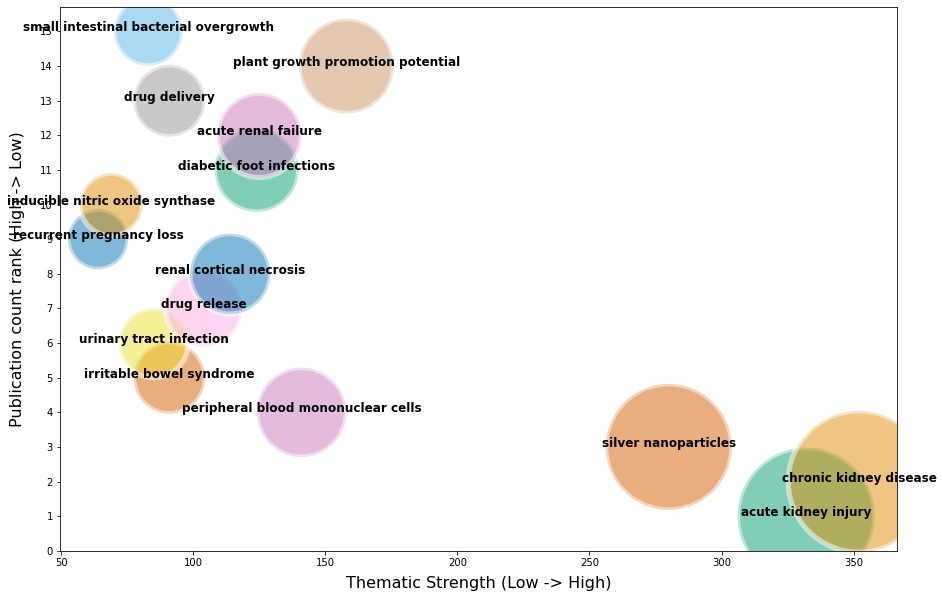 small intestinal bacterial overgrowth
15
plant growth promotion potential
14
drug delivery
13
acute renal failure
12
diabetic foot infections
11
inducible nitric oxide synthase
10
recurrent pregnancy loss
9
renal cortical necrosis
8
drug release
7
urinary tract infection
6
irritable bowel syndrome
5
peripheral blood mononuclear cells
4
silver nanoparticles
3
chronic kidney disease
2
acute kidney injury
1
0
Publication count rank (High -> Low)
50 100 150 200 250 300 350
Thematic Strength (Low -> High)